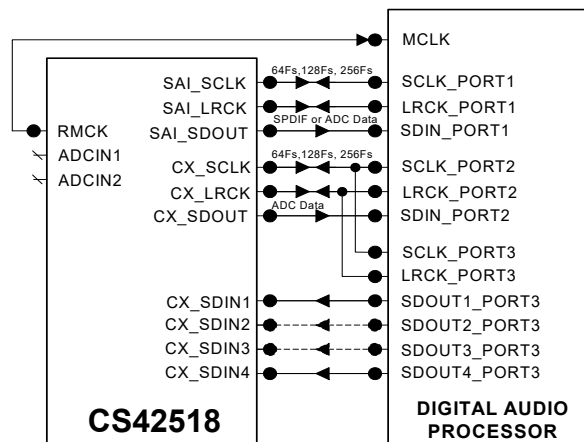 MCLK
64Fs,128Fs, 256Fs
SAI_SCLK
SCLK_PORT1
SAI_LRCK
LRCK_PORT1
SPDIF or ADC Data
RMCK
SAI_SDOUT
SDIN_PORT1
ADCIN1
64Fs,128Fs, 256Fs
CX_SCLK
SCLK_PORT2
ADCIN2
CX_LRCK
LRCK_PORT2
ADC Data
CX_SDOUT
SDIN_PORT2
SCLK_PORT3
LRCK_PORT3
CX_SDIN1
SDOUT1_PORT3
CX_SDIN2
SDOUT2_PORT3
CX_SDIN3
SDOUT3_PORT3
CX_SDIN4
SDOUT4_PORT3
CS42518
DIGITAL AUDIO
PROCESSOR